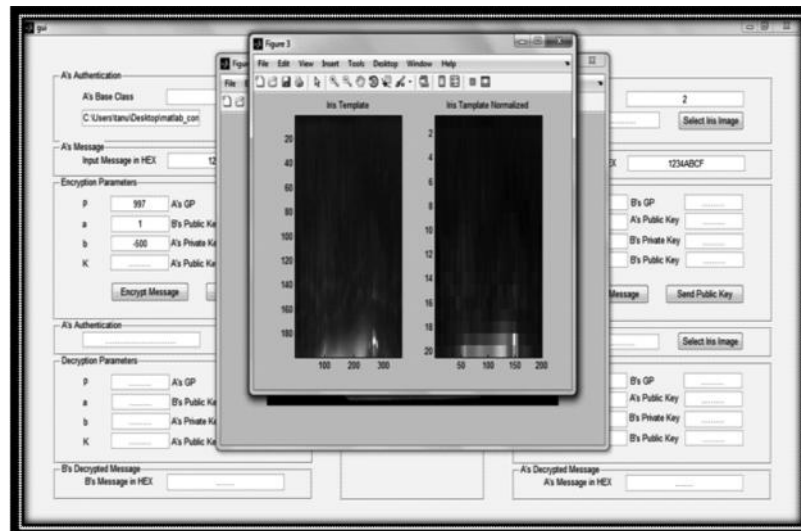 gui
Figure 3
File Edit View Insert Tools Desktop Window Help
Iris Template
Iris Tamplate Normalized
20
40
60
80
100
120
140
160
180
100 200 300
2
4
6
8
10
12
14
16
18
20
50 100 150 200
A's Authentication
A's Base Class
C:\Users\tanu\Desktop\matlab_con
A's Message
Input Message in HEX 12
Encryption Parameters
P 997 A's GP
a 1 B's Public Ke
b -500 A's Private Ke
K .......... A's Public Ke
Encrypt Message
A's Authentication
Decryption Parameters
P .......... A's GP
a .......... B's Public Key
b .......... A's Private Ke
K .......... A's Public Ke
B's Decrypted Message
B's Message in HEX ..........
2
Select Iris Image
EX 1234ABCF
B's GP ..........
A's Public Key ..........
B's Private Key ..........
B's Public Key ..........
Message Send Public Key
Select Iris Image
B's GP ..........
A's Public Key ..........
B's Private Key ..........
B's Public Key ..........
A's Decrypted Message
A's Message in HEX ..........